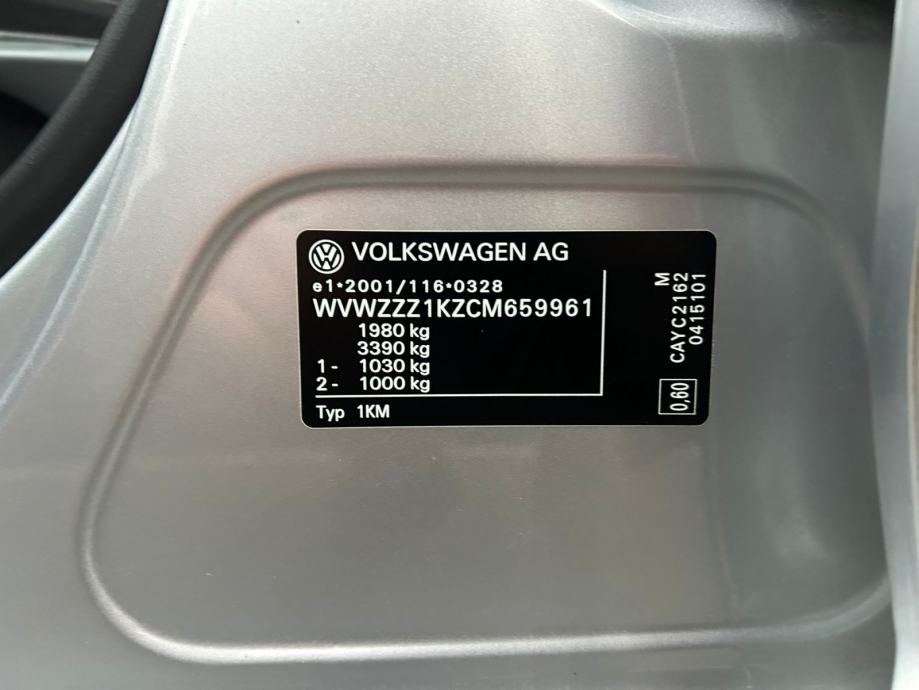 VOLKSWAGEN AG
e1*2001/116*0328
WVWZZZ1KZCM659961
1980 kg
3390 kg
1- 1030 kg
2- 1000 kg
Typ 1KM
M
CAYC2162
0415101
0,60